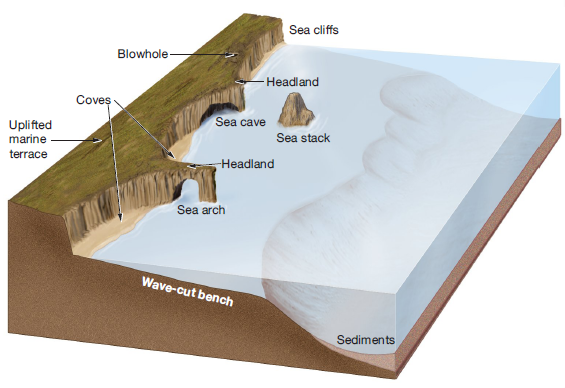 Sea cliffs
Blowhole
Headland
Coves
Sea cave
Uplifted
marine
terrace
Sea stack
Headland
Sea arch
Wave-cut bench
Sediments